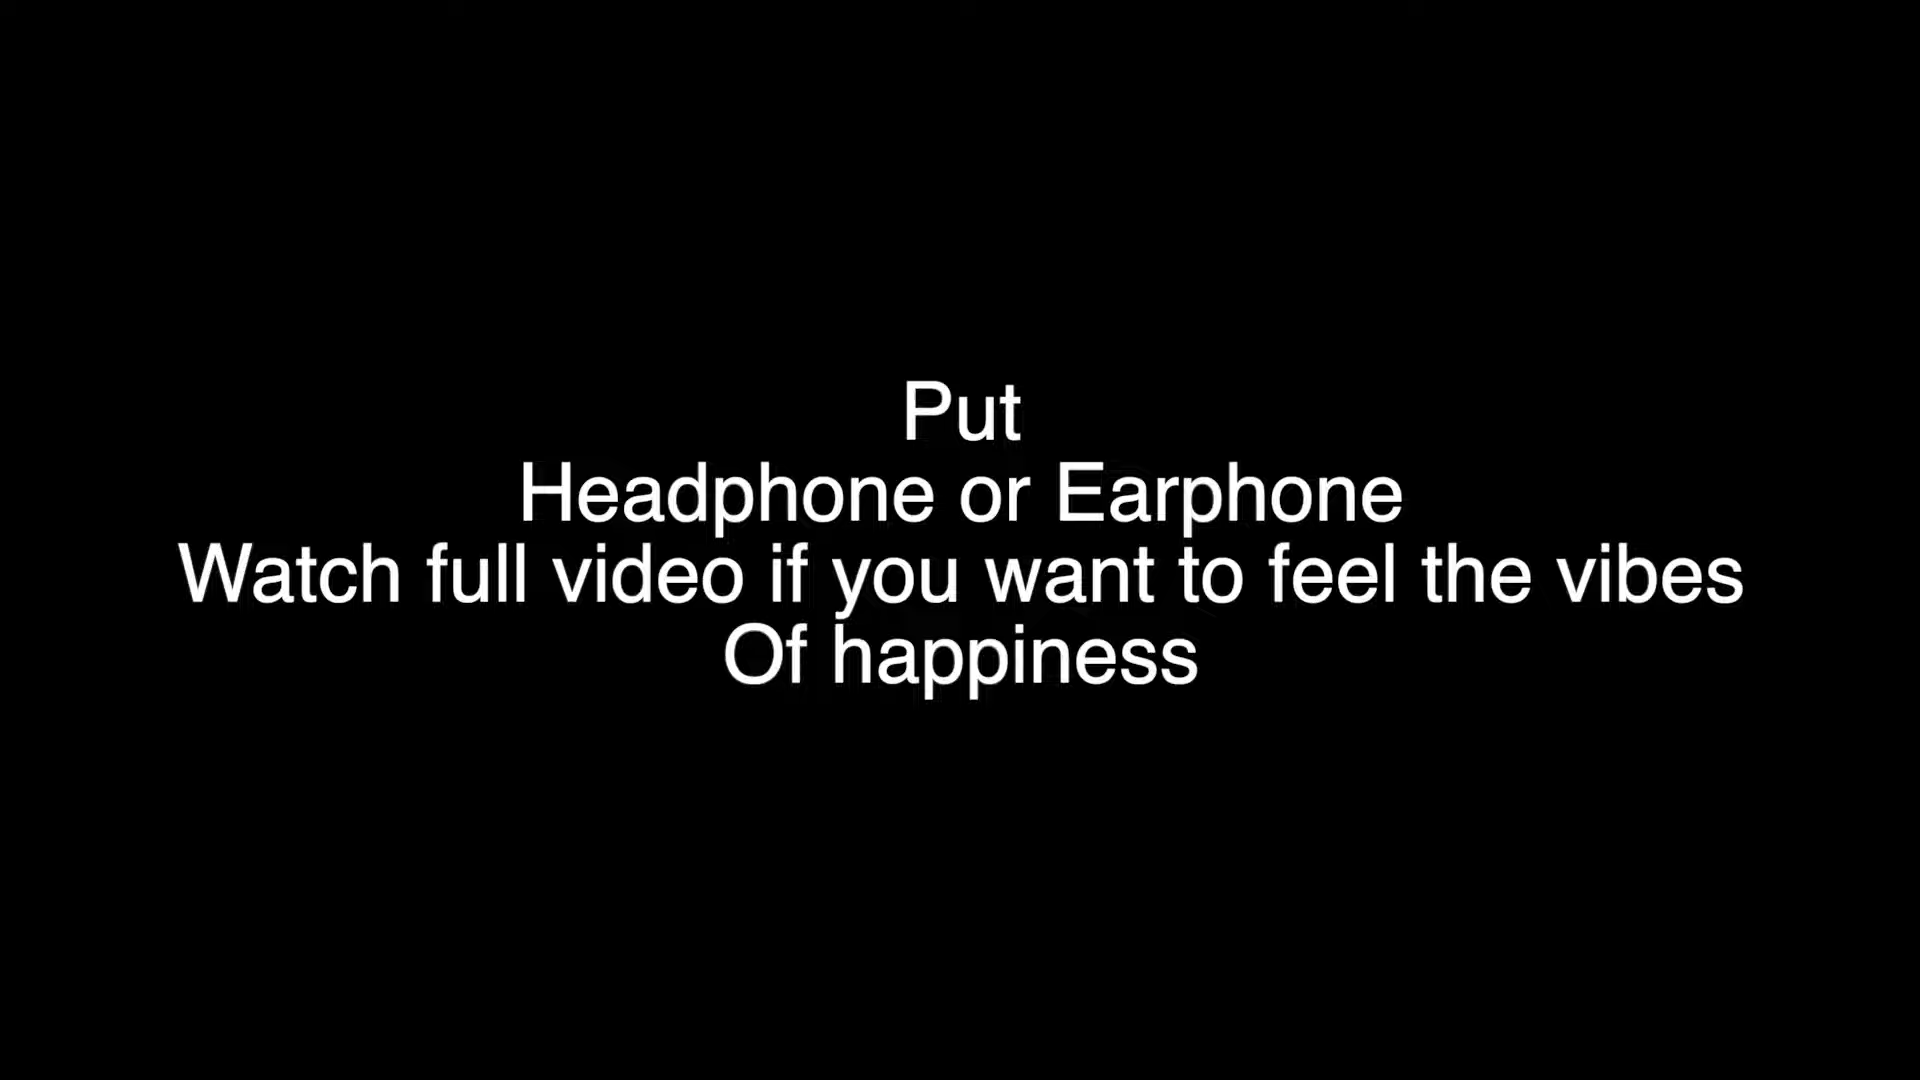 Put
Headphone or Earphone
Watch full video if you want to feel the vibes
Of happiness